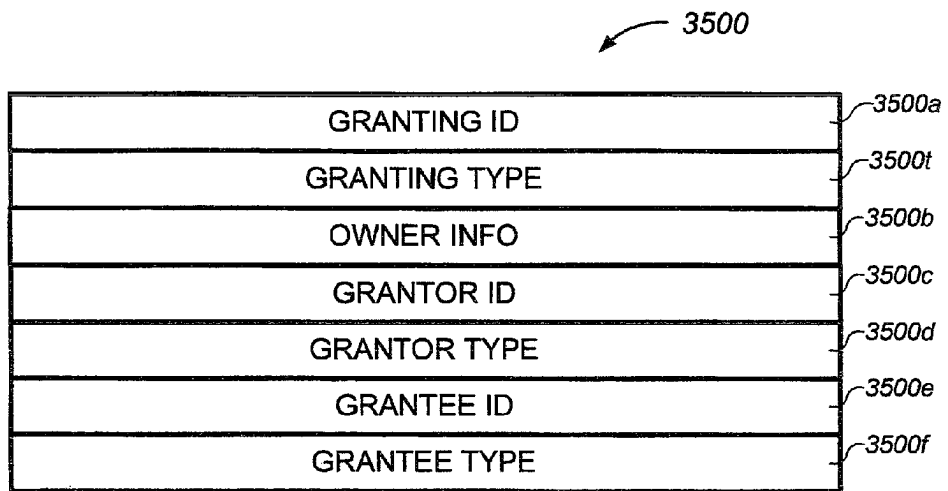 3500
GRANTING ID 3500a
GRANTING TYPE 3500t
OWNER INFO 3500b
GRANTOR ID 3500c
GRANTOR TYPE 3500d
GRANTEE ID 3500e
GRANTEE TYPE 3500f